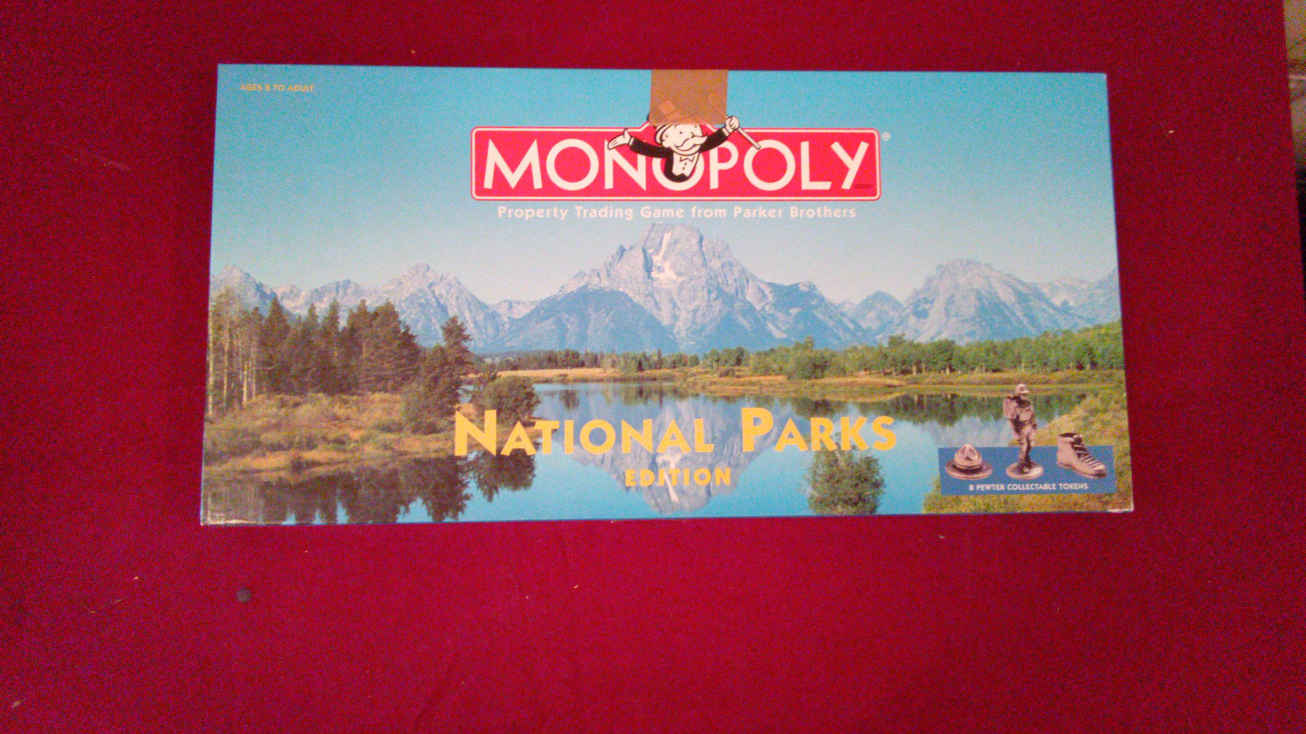 AGES 8 TO ADULT
MONOPOLY®
Property Trading Game from Parker Brothers
NATIONAL PARKS
EDITION
8 PEWTER COLLECTABLE TOKENS